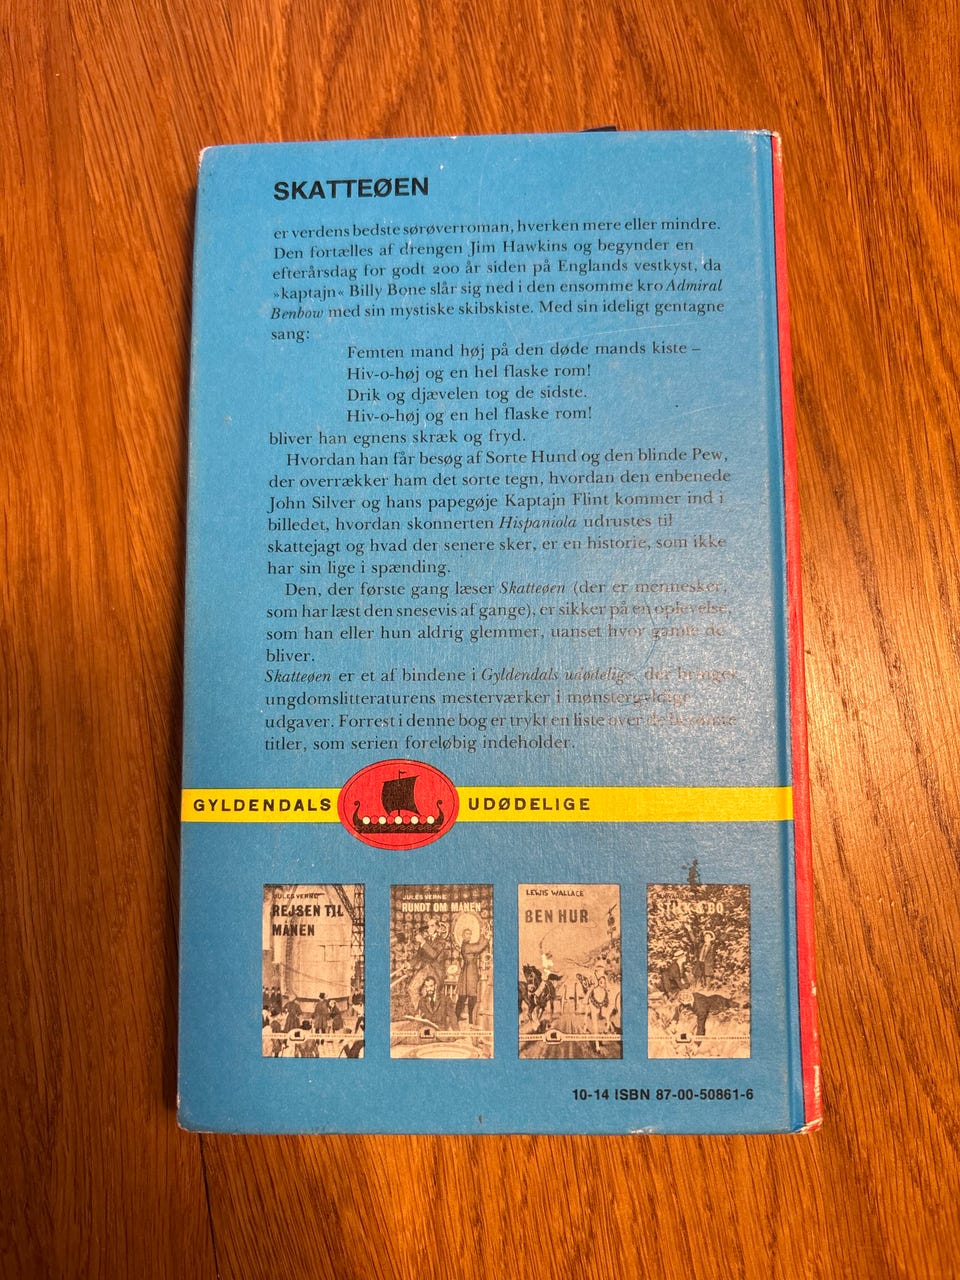 SKATTEØEN
er verdens bedste sørøverroman, hverken mere eller mindre.
Den fortælles af drengen Jim Hawkins og begynder en
efterårsdag for godt 200 år siden på Englands vestkyst, da
»kaptajn« Billy Bone slår sig ned i den ensomme kro Admiral
Benbow med sin mystiske skibskiste. Med sin ideligt gentagne
sang:
Femten mand høj på den døde mands kiste –
Hiv-o-høj og en hel flaske rom!
Drik og djævelen tog de sidste.
Hiv-o-høj og en hel flaske rom!
bliver han egnens skræk og fryd.
Hvordan han får besøg af Sorte Hund og den blinde Pew,
der overrækker ham det sorte tegn, hvordan den enbenede
John Silver og hans papegøje Kaptajn Flint kommer ind i
billedet, hvordan skonnerten Hispaniola udrustes til
skattejagt og hvad der senere sker, er en historie, som ikke
har sin lige i spænding.
Den, der første gang læser Skatteøen (der er mennesker,
som har læst den snesevis af gange), er sikker på en oplevelse,
som han eller hun aldrig glemmer, uanset hvor gamle de
bliver.
Skatteøen er et af bindene i Gyldendals udødelige, der bringer
ungdomslitteraturens mesterværker i mønstergyldige
udgaver. Forrest i denne bog er trykt en liste over de
titler, som serien foreløbig indeholder.
GYLDENDALS UDØDELIGE
JULES VERNE
REJSEN TIL
MÅNEN
JULES VERNE
RUNDT OM MÅNEN
LEWIS WALLACE
BEN HUR
10-14 ISBN 87-00-50861-6